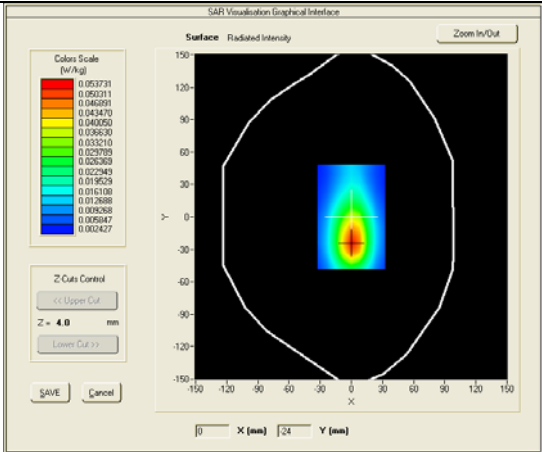 SAR Visualisation Graphical Interface
Surface Radiated Intensity
Zoom In/Out
Colors Scale
(W/kg)
0.053731
0.050311
0.046891
0.043470
0.040050
0.036630
0.033210
0.029789
0.026369
0.022949
0.019529
0.016108
0.012688
0.009268
0.005847
0.002427
Z-Cuts Control
<< Upper Cut
Z = 4.0 mm
Lower Cut >>
SAVE Cancel
150-
120-
90-
60-
30-
0-
-30-
-60-
-90-
-120-
-150-
Y
-150 -120 -90 -60 -30 0 30 60 90 120 150
X
0 X (mm) -24 Y (mm)